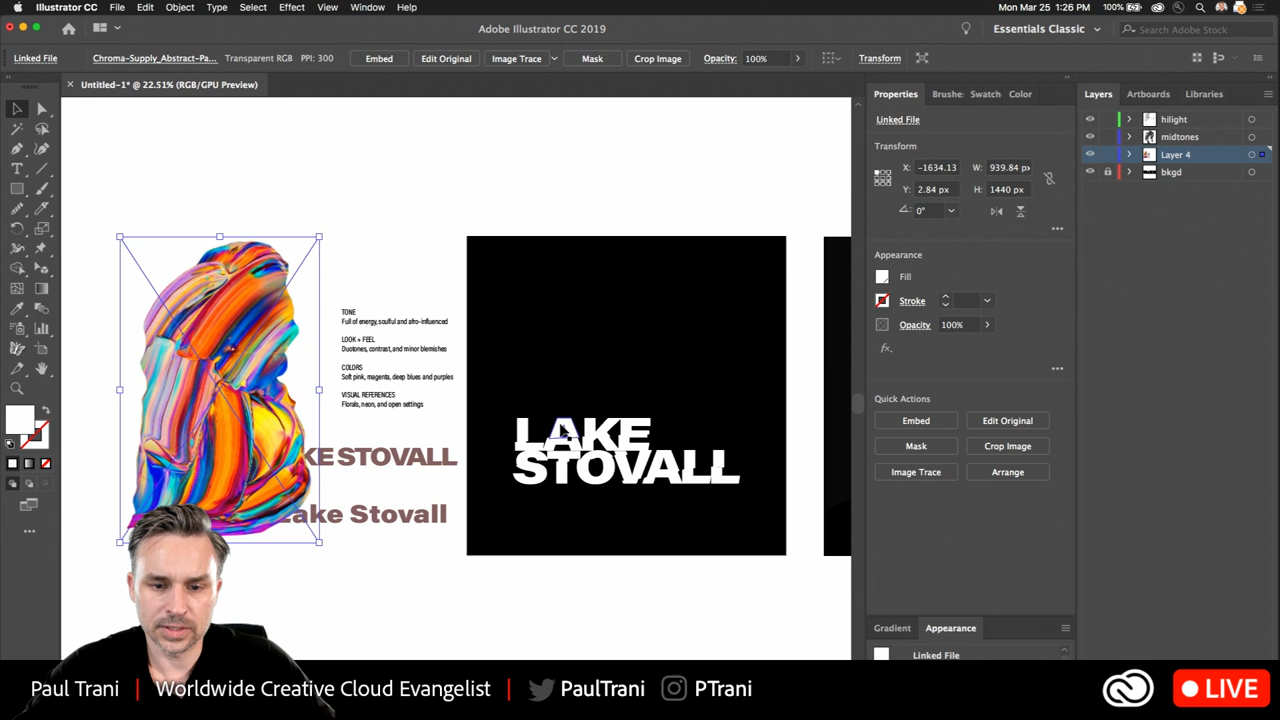 Illustrator CC File Edit Object Type Select Effect View Window Help
100% Mon Mar 25 1:26 PM
Adobe Illustrator CC 2019
Essentials Classic
Search Adobe Stock
Linked File Chroma-Supply_Abstract-Pa... Transparent RGB PPI: 300 Embed Edit Original Image Trace Mask Crop Image Opacity: 100% Transform
× Untitled-1* @ 22.51% (RGB/GPU Preview)
Properties Brushe: Swatch Color
Layers Artboards Libraries
Linked File
hilight
midtones
Layer 4
bkgd
Transform
X: -1634.13 W: 939.84 px
Y: 2.84 px H: 1440 px
0°
Appearance
Fill
Stroke
Opacity 100%
fx.
Quick Actions
Embed Edit Original
Mask Crop Image
Image Trace Arrange
Gradient Appearance
Linked File
TONE
Full of energy, soulful and afro-influenced
LOOK + FEEL
Duotones, contrast, and minor blemishes
COLORS
Soft pink, magenta, deep blues and purples
VISUAL REFERENCES
Florals, neon, and open settings
KE STOVALL
Lake Stovall
LAKE
STOVALL
Paul Trani | Worldwide Creative Cloud Evangelist | PaulTrani PTrani
LIVE